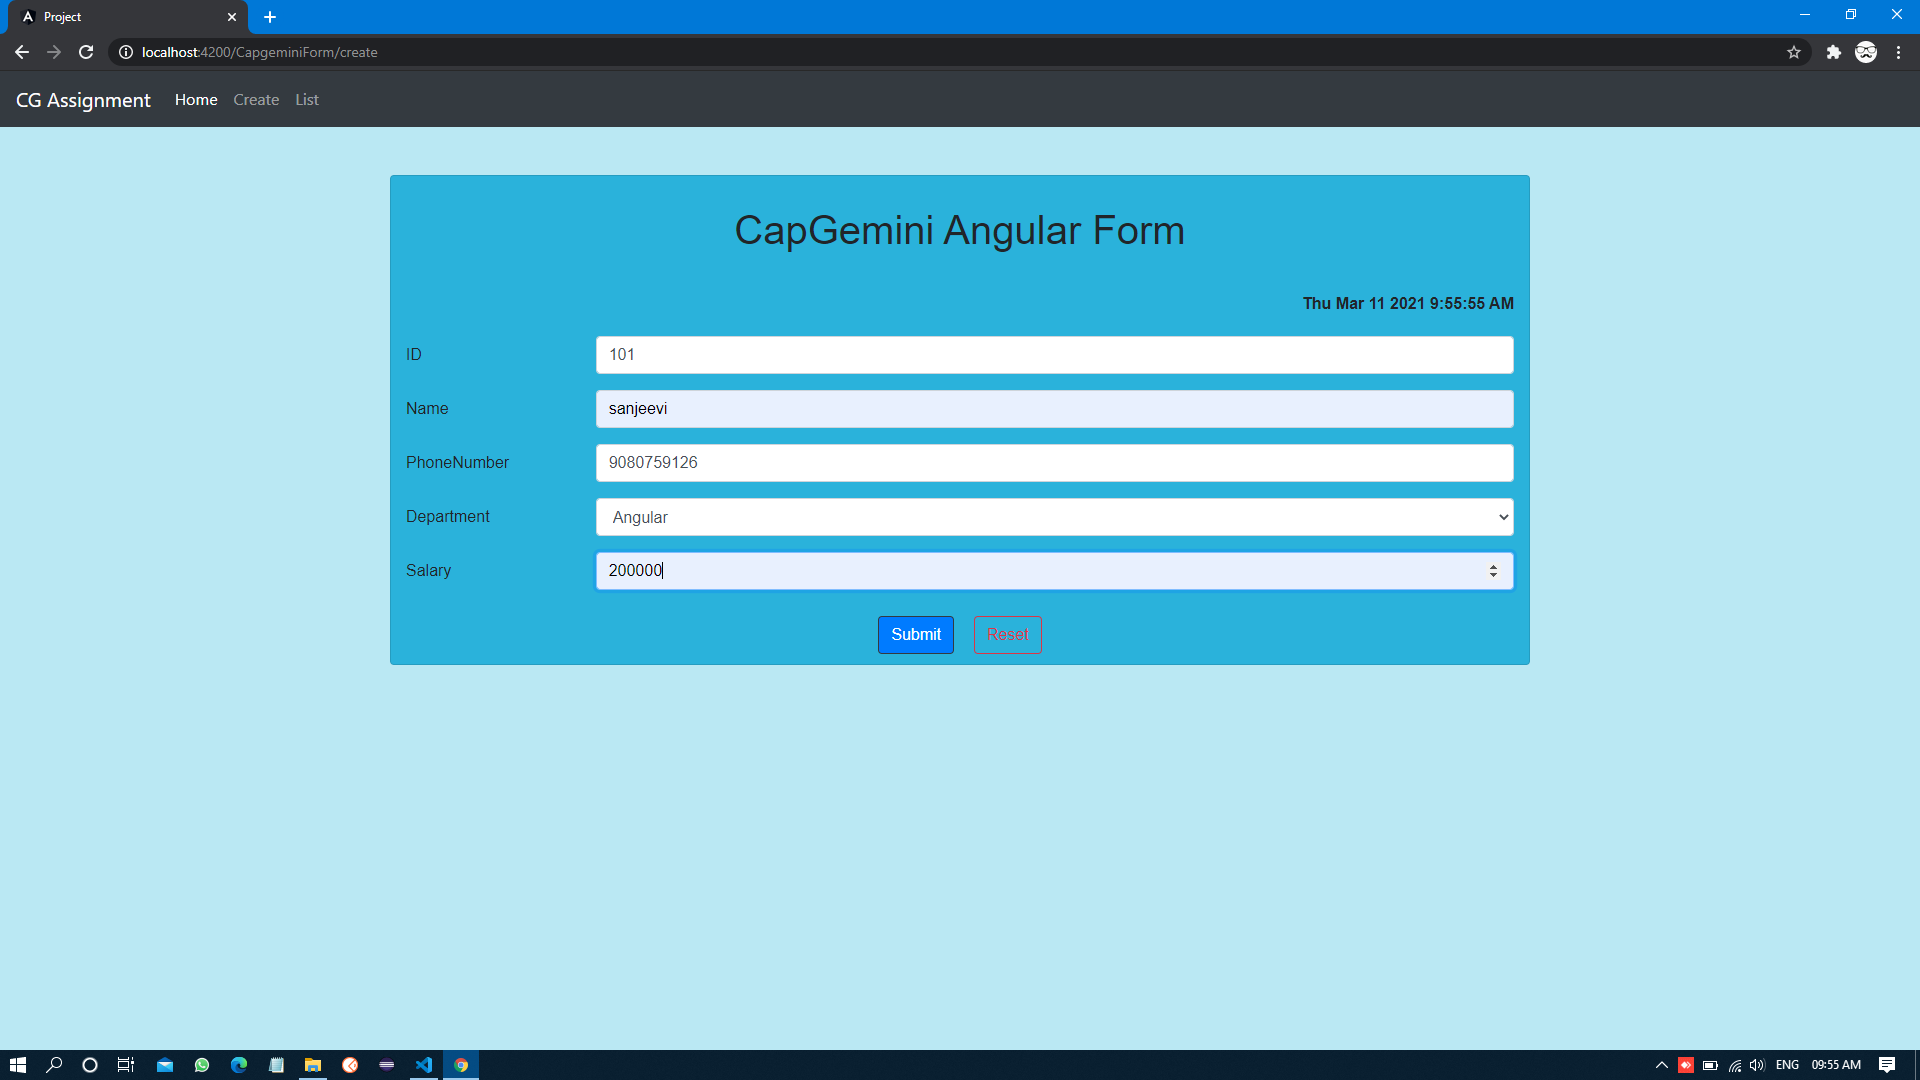 Project
localhost:4200/CapgeminiForm/create
CG Assignment Home Create List
CapGemini Angular Form
Thu Mar 11 2021 9:55:55 AM
ID 101
Name sanjeevi
PhoneNumber 9080759126
Department Angular
Salary 200000
Submit Reset
ENG 09:55 AM